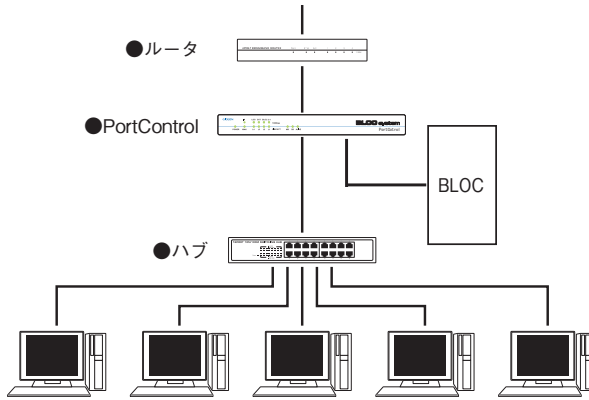 ●ルータ
●PortControl
BLOC system
PortControl
BLOC
●ハブ